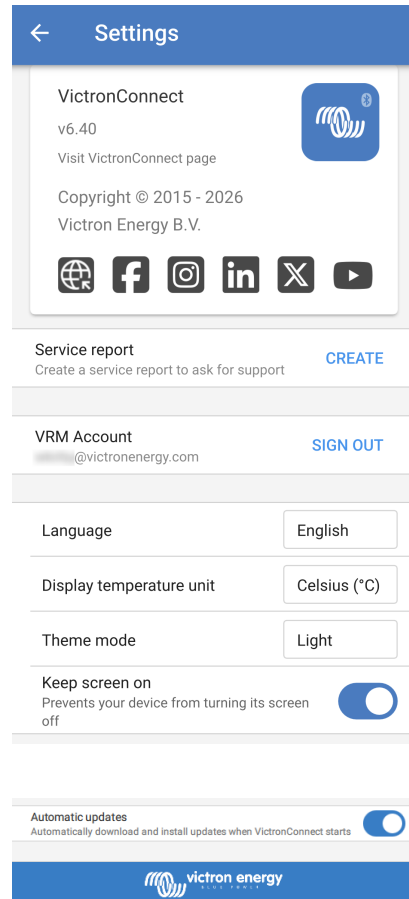 Settings
VictronConnect
v6.40
Visit VictronConnect page
Copyright © 2015 - 2026
Victron Energy B.V.
Service report
Create a service report to ask for support
CREATE
VRM Account
@victronenergy.com
SIGN OUT
Language
English
Display temperature unit
Celsius (°C)
Theme mode
Light
Keep screen on
Prevents your device from turning its screen
off
Automatic updates
Automatically download and install updates when VictronConnect starts
victron energy
BLUE POWER